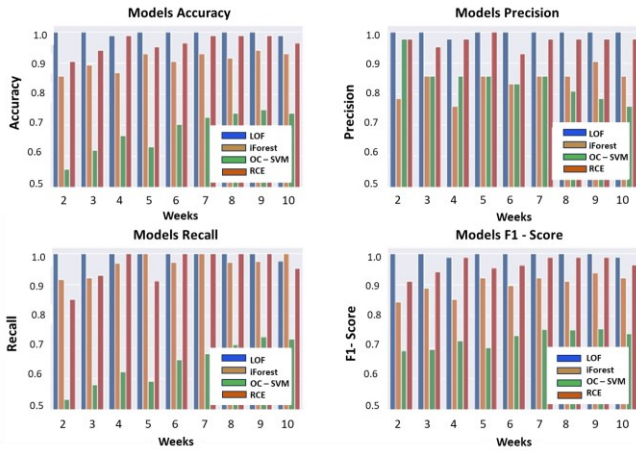 Models Accuracy
1.0
0.9
0.8
0.7
0.6
0.5
Accuracy
LOF
iForest
OC – SVM
RCE
2 3 4 5 6 7 8 9 10
Weeks
Models Precision
1.0
0.9
0.8
0.7
0.6
0.5
Precision
LOF
iForest
OC – SVM
RCE
2 3 4 5 6 7 8 9 10
Weeks
Models Recall
1.0
0.9
0.8
0.7
0.6
0.5
Recall
LOF
iForest
OC – SVM
RCE
2 3 4 5 6 7 8 9 10
Weeks
Models F1 - Score
1.0
0.9
0.8
0.7
0.6
0.5
F1- Score
LOF
iForest
OC – SVM
RCE
2 3 4 5 6 7 8 9 10
Weeks